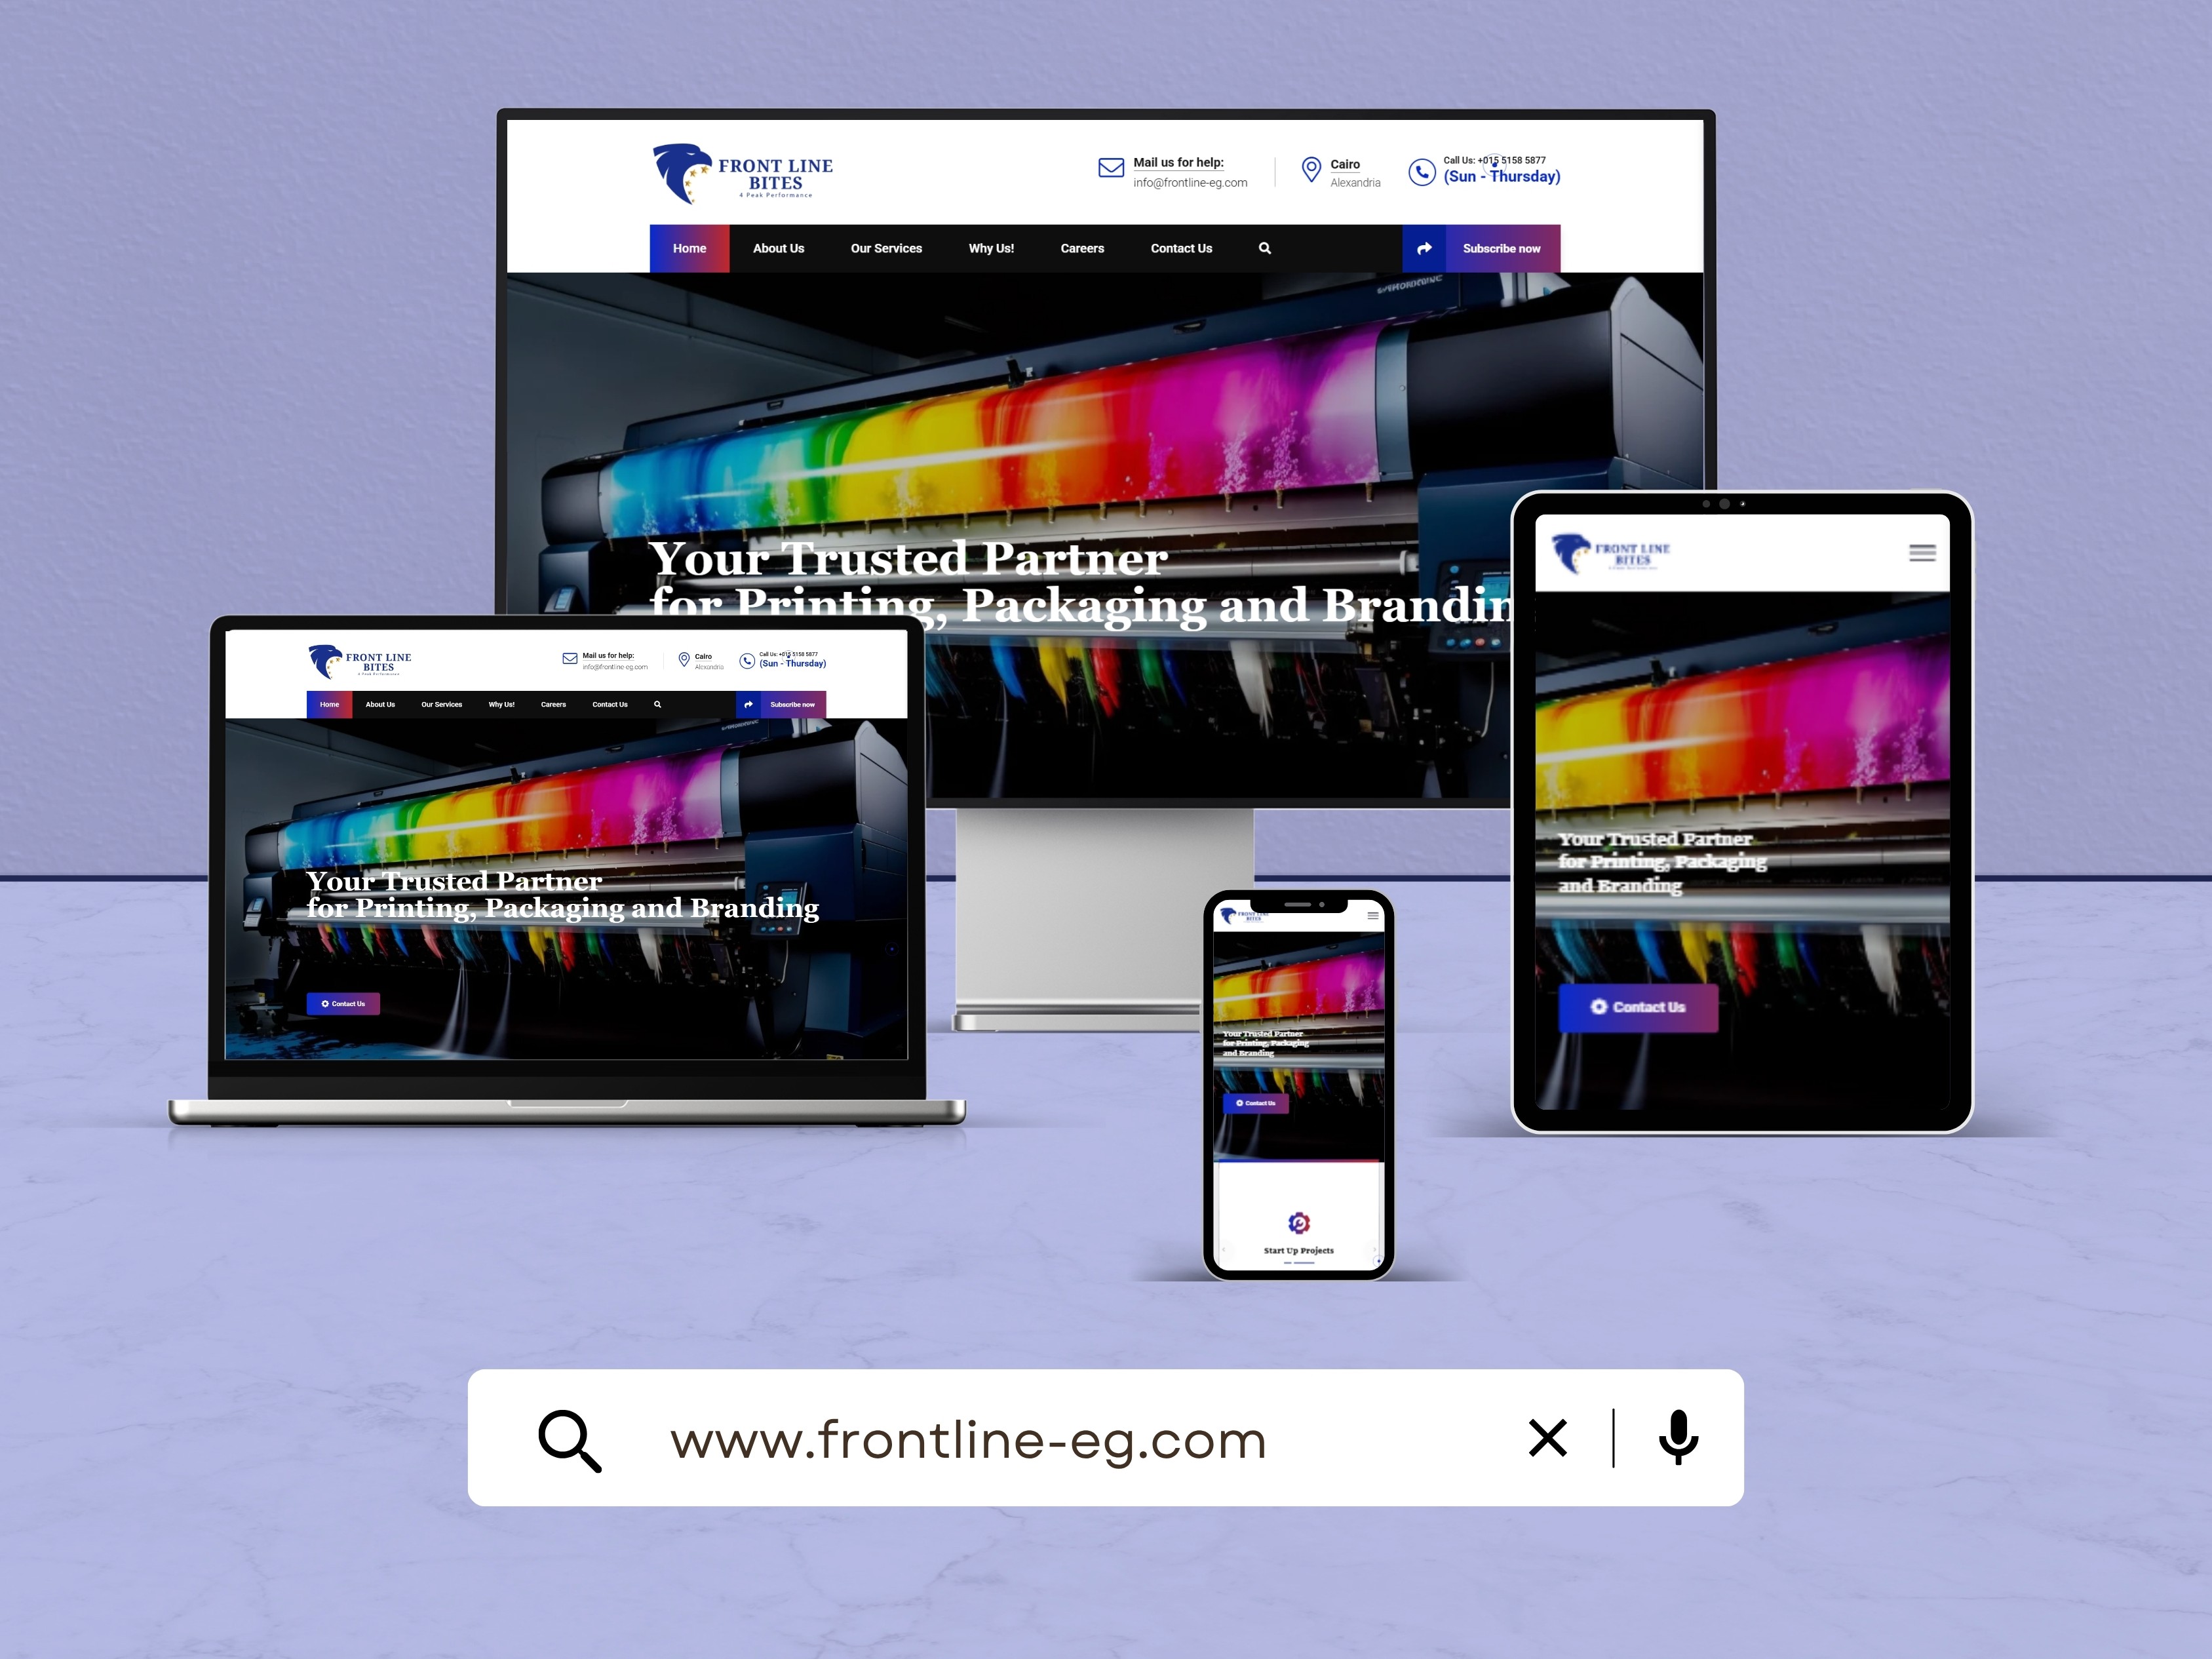 FRONT LINE
BITES
4 Peak Performance
Mail us for help:
info@frontline-eg.com
Cairo
Alexandria
Call Us: +015 5158 5877
(Sun - Thursday)
Home
About Us
Our Services
Why Us!
Careers
Contact Us
Subscribe now
Your Trusted Partner
for Printing, Packaging and Brandin
FRONT LINE
BITES
4 Peak Performance
Mail us for help:
info@frontline-eg.com
Cairo
Alexandria
Call Us: +015 5158 5877
(Sun - Thursday)
Home
About Us
Our Services
Why Us!
Careers
Contact Us
Subscribe now
Your Trusted Partner
for Printing, Packaging and Branding
Contact Us
FRONT LINE
BITES
Your Trusted Partner
for Printing, Packaging
and Branding
Contact Us
FRONT LINE
BITES
Your Trusted Partner
for Printing, Packaging
and Branding
Contact Us
Start Up Projects
www.frontline-eg.com